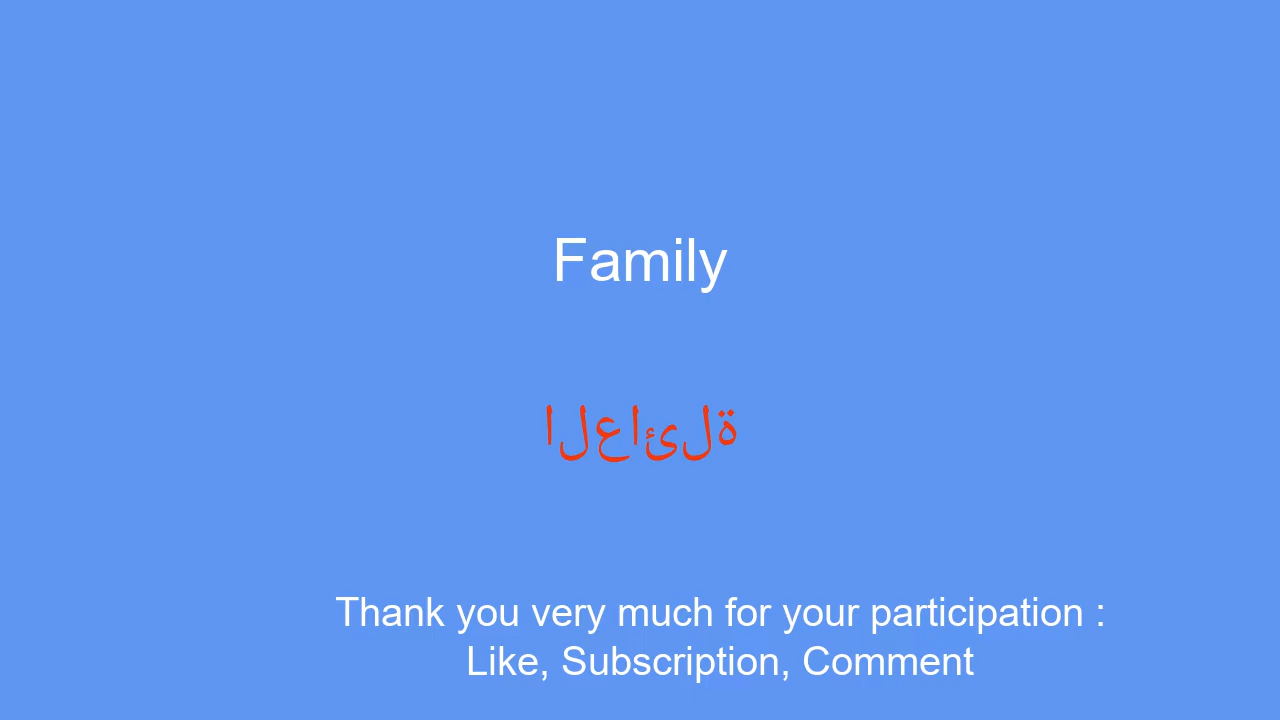 Family
العائلة
Thank you very much for your participation :
Like, Subscription, Comment